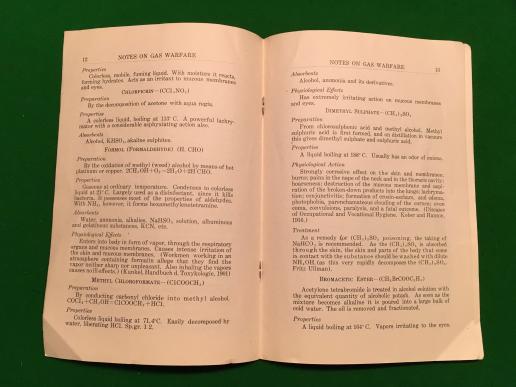 12 NOTES ON GAS WARFARE
Properties
Colorless, mobile, fuming liquid. With moisture it reacts,
forming hydrates. Acts as an irritant to mucous membranes
and eyes.
CHLORPICRIN—(CCl₃NO₂)
Preparation
By the decomposition of acetone with aqua regia.
Properties
A colorless liquid, boiling at 113° C. A powerful lachry-
mator with a considerable asphyxiating action also.
Absorbents
Alcohol, KHSO₃, alkaline sulphites.
FORMOL (FORMALDEHYDE) (H. CHO)
Preparation
By the oxidation of methyl (wood) alcohol by means of hot
platinum or copper. 2CH₃OH+O₂=2H₂O+2H CHO.
Properties
Gaseous at ordinary temperature. Condenses to colorless
liquid at 21° C. Largely used as a disinfectant, since it kills
bacteria. It possesses most of the properties of aldehydes.
With NH₃, however, it forms hexamethylenetetramine.
Absorbents
Water, ammonia, alkalies, NaHSO₃, solution, albuminous
and gelatinous substances, KCN, etc.
Physiological Effects
Enters into body in form of vapor, through the respiratory
organs and mucous membranes. Causes intense irritation of
the skin and mucous membranes. (Workmen working in an
atmosphere containing formalin allege that they find the
vapor neither sharp nor unpleasant. Also inhaling the vapors
causes no ill effects.) (Kunkel, Handbuch d. Toxykologie, 1901)
METHYL CHLOROFORMATE—(ClCOOCH₃)
Preparation
By conducting carbonyl chloride into methyl alcohol
COCl₂+CH₃OH=ClCOOCH₃+HCl.
Properties
Colorless liquid boiling at 71.4° C. Easily decomposed by
water, liberating HCl. Sp.gr. 1 2.
NOTES ON GAS WARFARE 13
Absorbents
Alcohol, ammonia and its derivatives.
Physiological Effects
Has extremely irritating action on mucous membranes
and eyes.
DIMETHYL SULPHATE—(CH₃)₂SO₄
Preparation
From chlorsulphonic acid and methyl alcohol. Methyl
sulphuric acid is first formed, and on distillation in vacuum
this gives dimethyl sulphate and sulphuric acid.
Properties
A liquid boiling at 188° C. Usually has an odor of onions.
Physiological Action
Strongly corrosive effect on the skin and membranes,
burns; pains in the nape of the neck and in the thoracic cavity;
hoarseness; destruction of the mucous membrane and aspi-
ration of the broken-down products into the lungs; lachryma-
tion; conjunctivitis; formation of
photophobia, parenchymatous clouding of the cornea;
coma, convulsions, paralysis, and a fatal outcome. (Diseases
of Occupational and Vocational Hygiene. Kober and Hanson,
1916.)
Treatment
As a remedy for (CH₃)₂SO₄ poisoning, the taking of
NaHCO₃ is recommended. As the (CH₃)₂SO₄ is absorbed
through the skin, the skin and parts of the body that come
in contact with the substance should be washed with dilute
NH₄OH (as this very rapidly decomposes the (CH₃)₂SO₄,
Fritz Ullman).
BROMACETIC ESTER—(CH₂BrCOOC₂H₅)
Acetylene tetrabromide is treated in alcohol solution with
the equivalent quantity of alcoholic potash. As soon as the
mixture becomes alkaline it is poured into a large bulk of
cold water. The oil is removed and fractionated.
Properties
A liquid boiling at 164° C. Vapors irritating to the eyes.